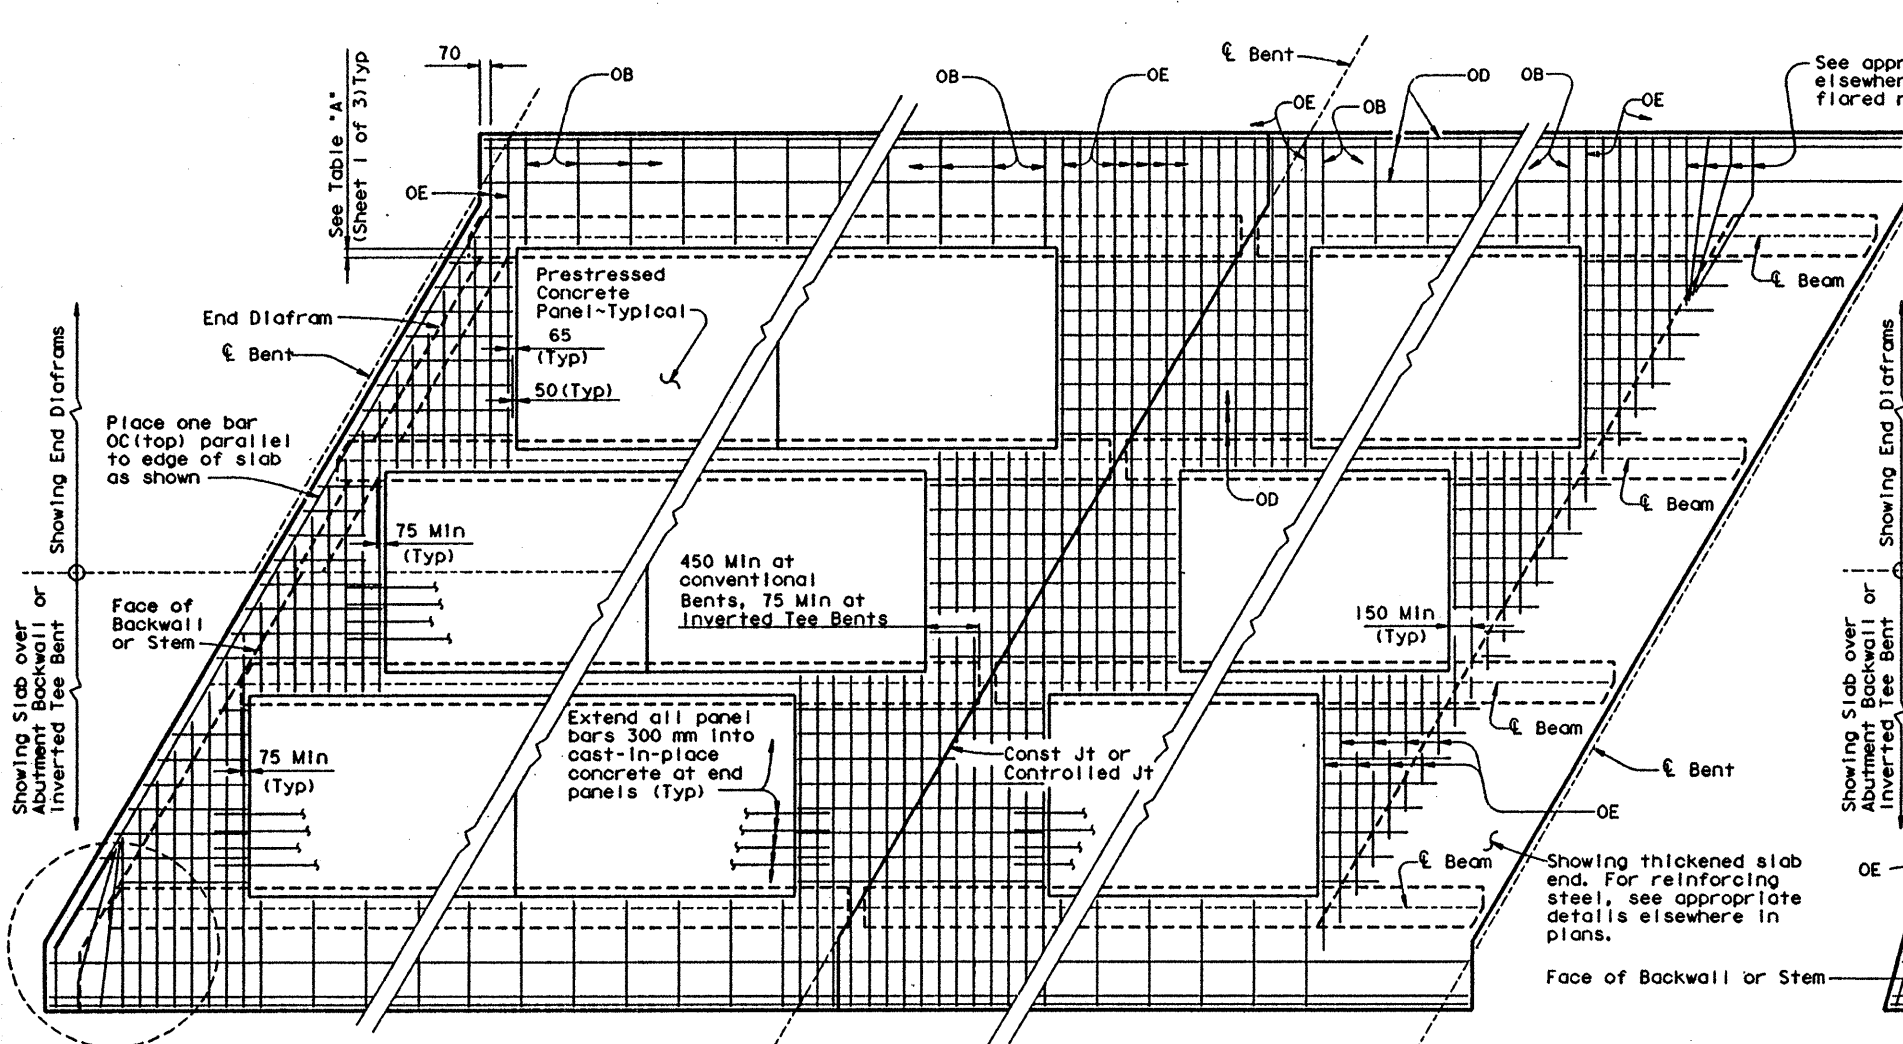 70
See Table "A"
(Sheet 1 of 3)Typ
OB
OB
OE
℄ Bent
OE
OB
OD
OB
OE
See appr
elsewher
flared r
OE
Prestressed
Concrete
Panel~Typical
65
(Typ)
50(Typ)
End Diafram
℄ Bent
℄ Beam
Showing End Diaframs
Showing End Diaframs
Place one bar
OC(top) parallel
to edge of slab
as shown
OD
℄ Beam
75 Min
(Typ)
450 Min at
conventional
Bents, 75 Min at
Inverted Tee Bents
150 Min
(Typ)
Face of
Backwall
or Stem
Showing Slab over
Abutment Backwall or
Inverted Tee Bent
Showing Slab over
Abutment Backwall or
Inverted Tee Bent
75 Min
(Typ)
Extend all panel
bars 300 mm into
cast-in-place
concrete at end
panels (Typ)
Const Jt or
Controlled Jt
℄ Beam
℄ Bent
OE
℄ Beam
Showing thickened slab
end. For reinforcing
steel, see appropriate
details elsewhere in
plans.
OE
Face of Backwall or Stem